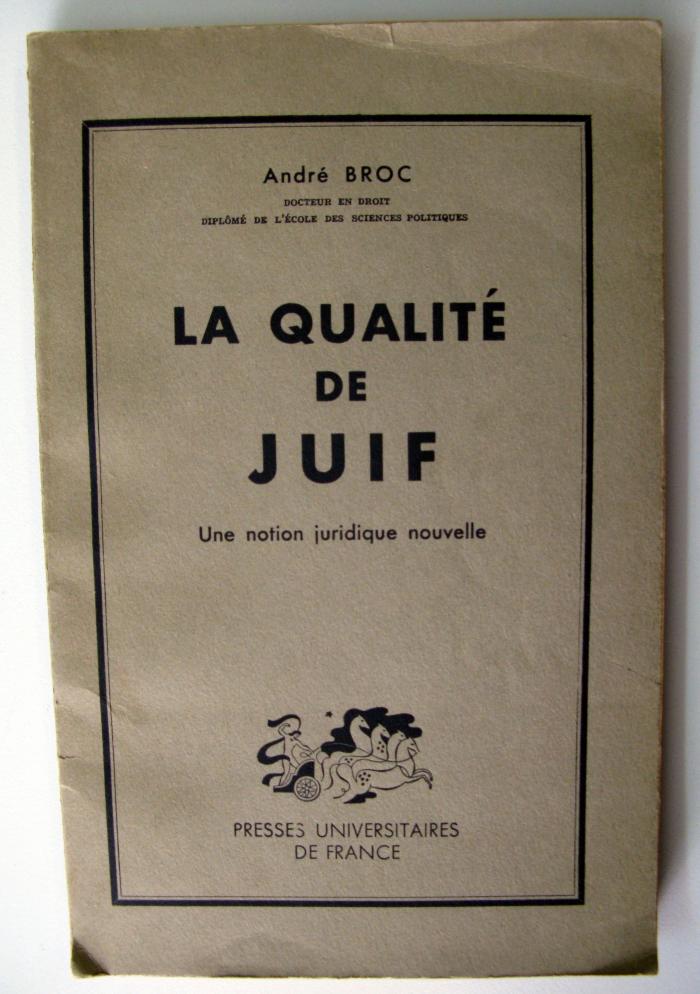 André BROC
DOCTEUR EN DROIT
DIPLÔMÉ DE L'ÉCOLE DES SCIENCES POLITIQUES
LA QUALITÉ
DE
JUIF
Une notion juridique nouvelle
PRESSES UNIVERSITAIRES
DE FRANCE